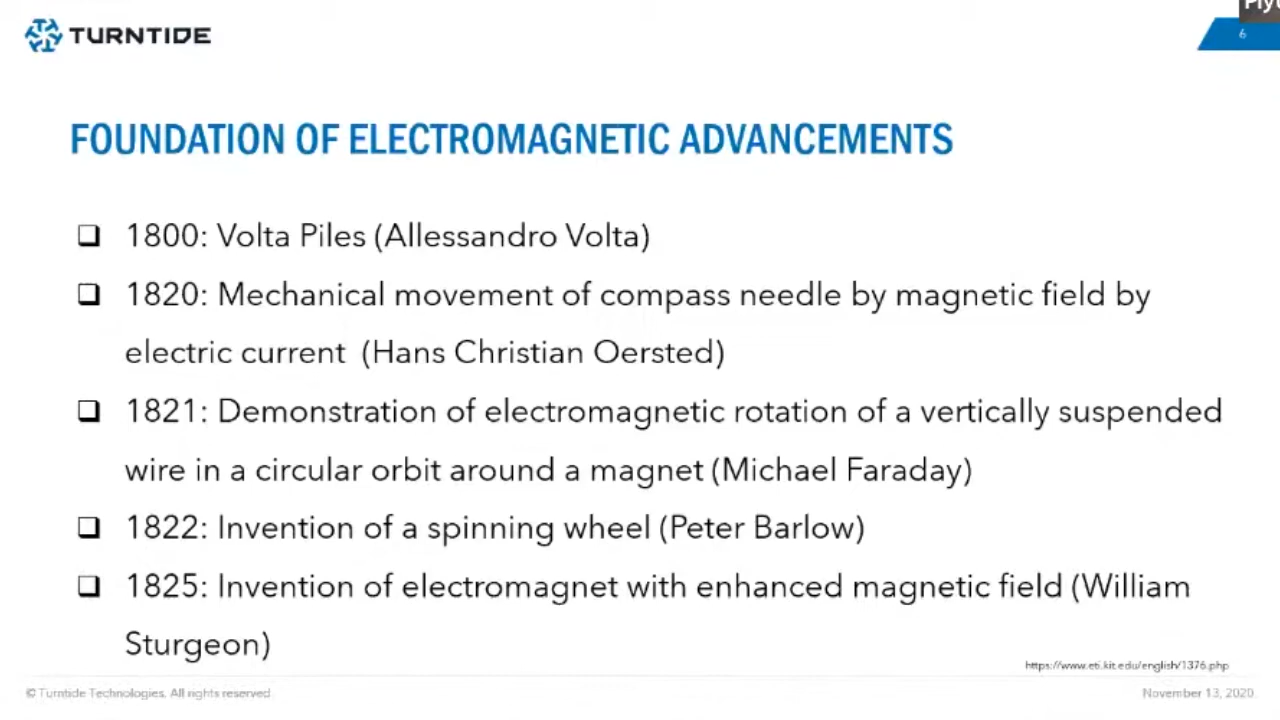 TURNTIDE
6
FOUNDATION OF ELECTROMAGNETIC ADVANCEMENTS
1800: Volta Piles (Allessandro Volta)
1820: Mechanical movement of compass needle by magnetic field by
electric current (Hans Christian Oersted)
1821: Demonstration of electromagnetic rotation of a vertically suspended
wire in a circular orbit around a magnet (Michael Faraday)
1822: Invention of a spinning wheel (Peter Barlow)
1825: Invention of electromagnet with enhanced magnetic field (William
Sturgeon)
https://www.eti.kit.edu/english/1376.php
© Turntide Technologies. All rights reserved
November 13, 2020